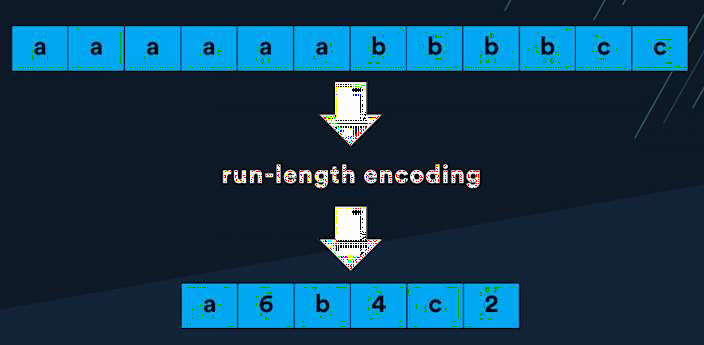 a a a a a a b b b b c c
run-length encoding
a 6 b 4 c 2